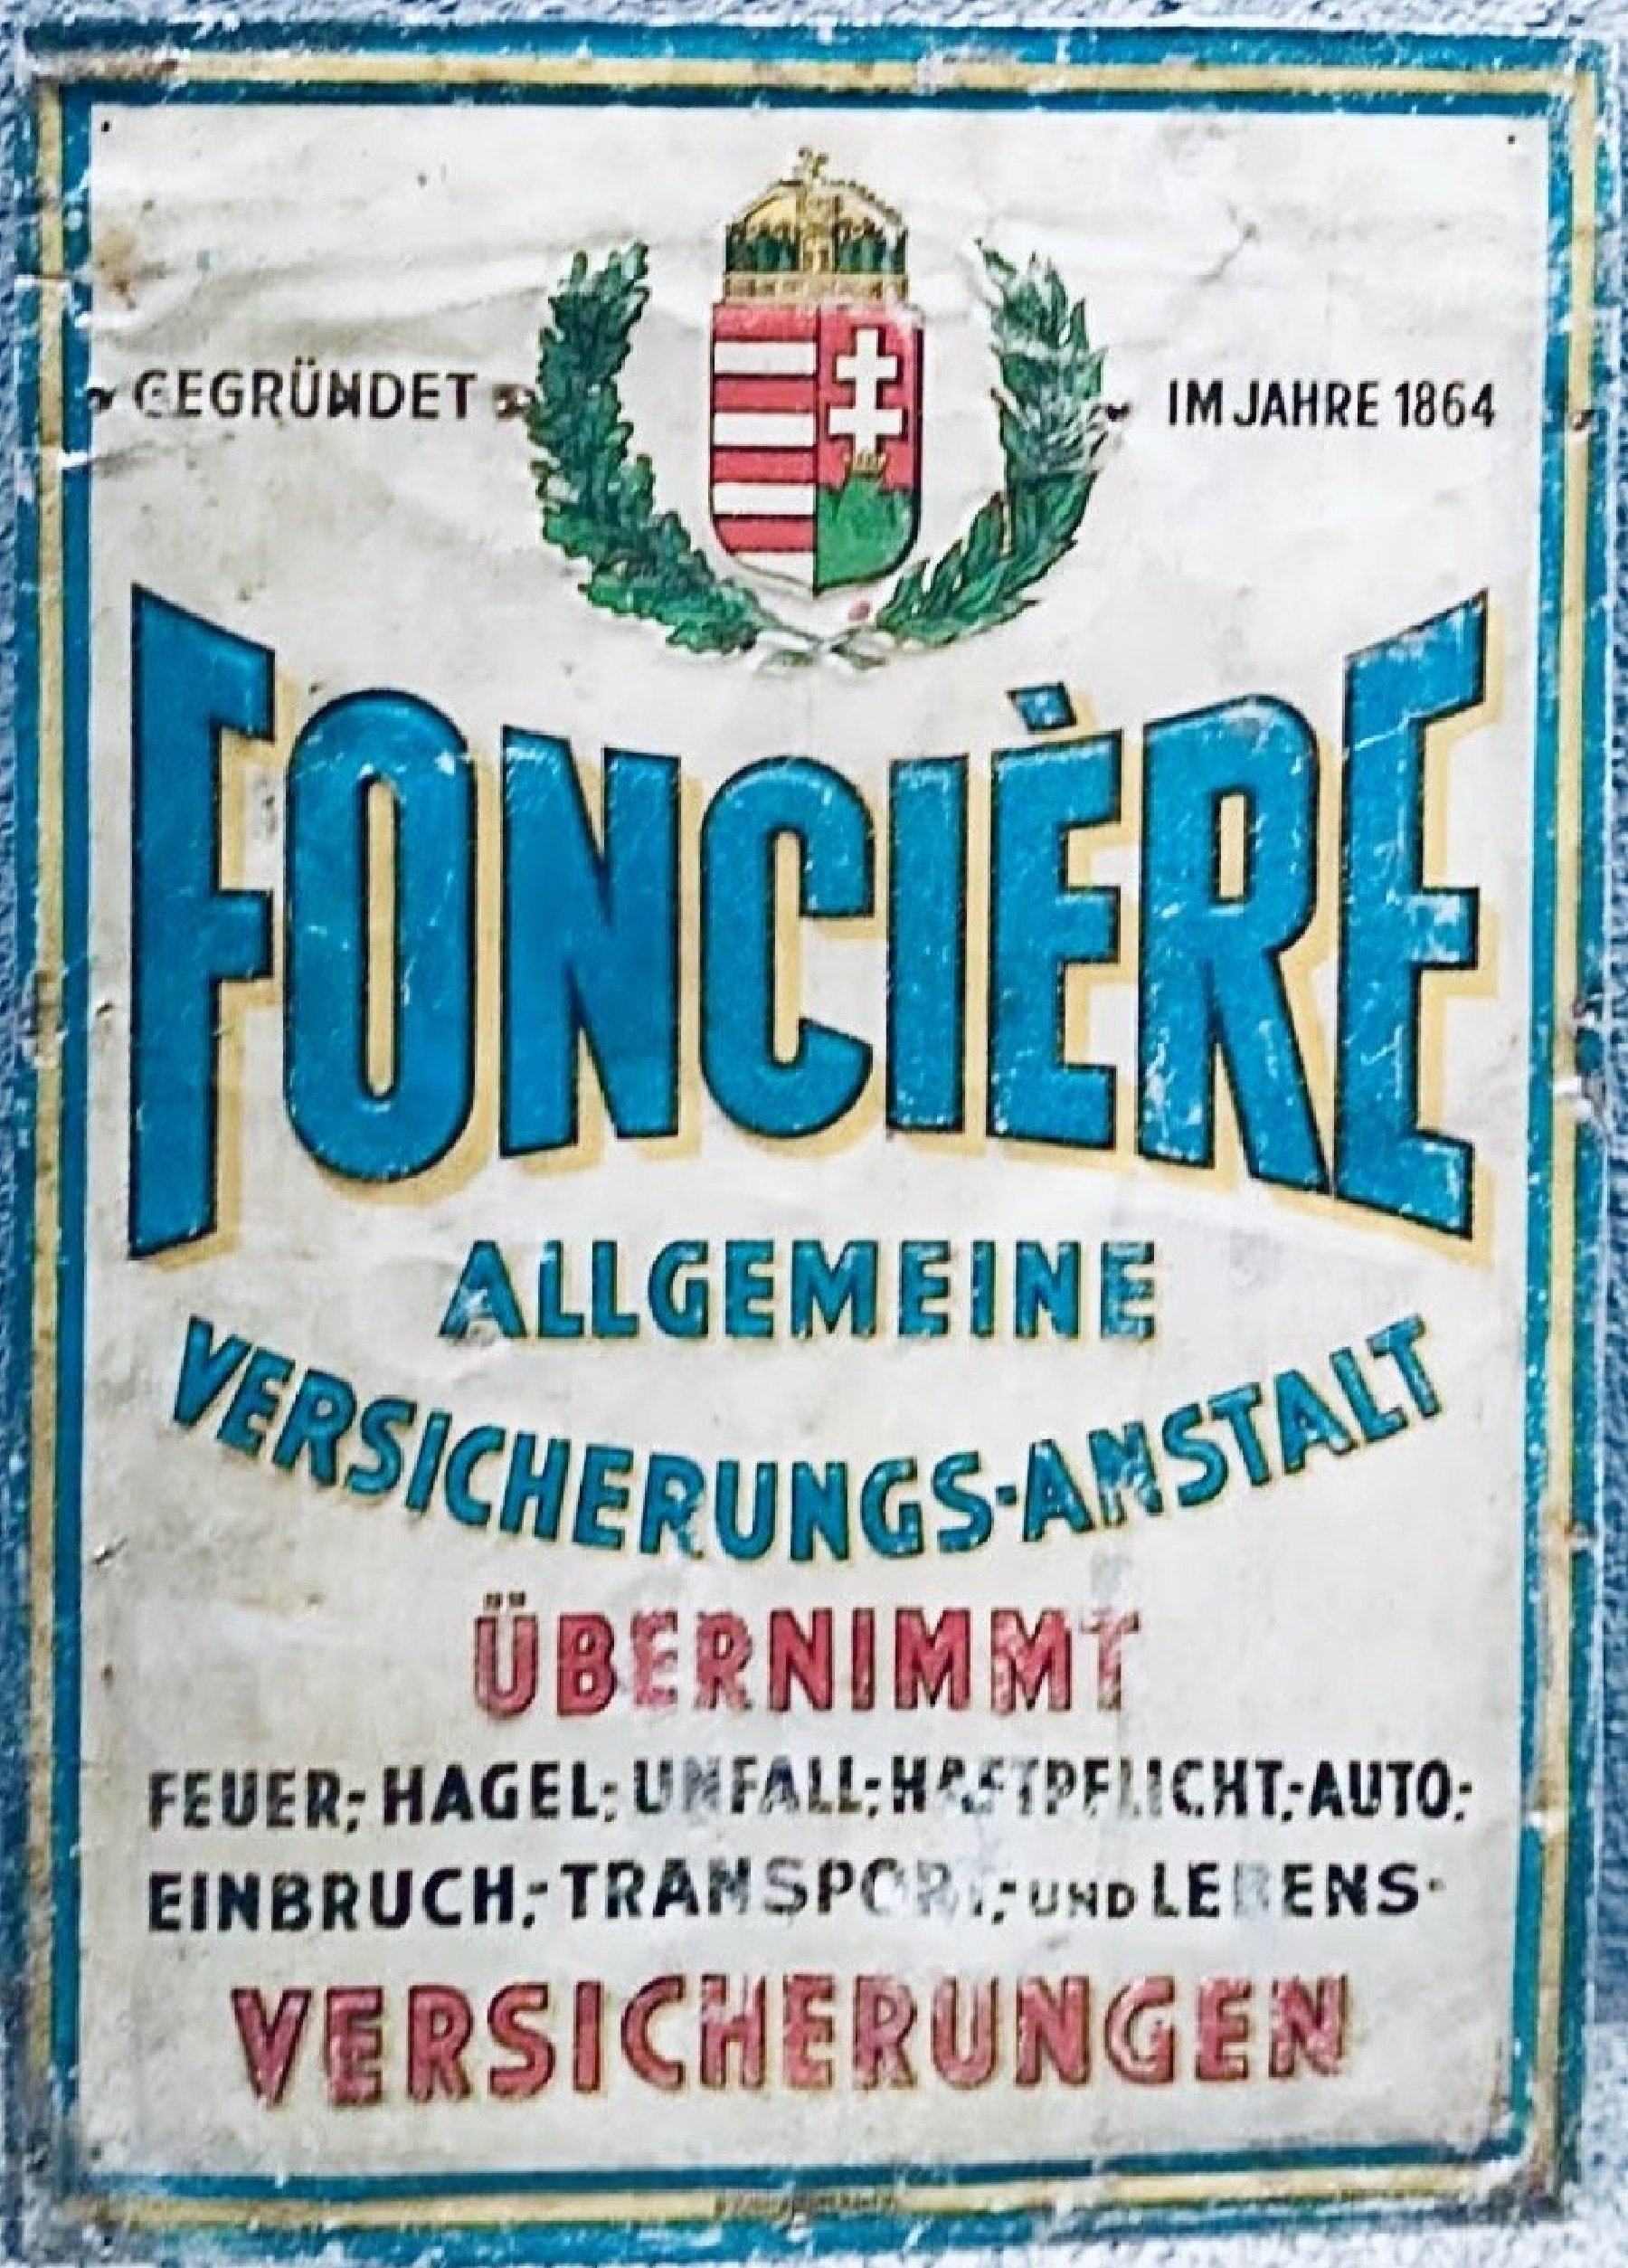 GEGRÜNDET IM JAHRE 1864
FONCIÈRE
ALLGEMEINE
VERSICHERUNGS-ANSTALT
ÜBERNIMMT
FEUER,- HAGEL,- UNFALL,- HAFTPFLICHT,- AUTO,-
EINBRUCH,- TRANSPORT,- UND LEBENS-
VERSICHERUNGEN